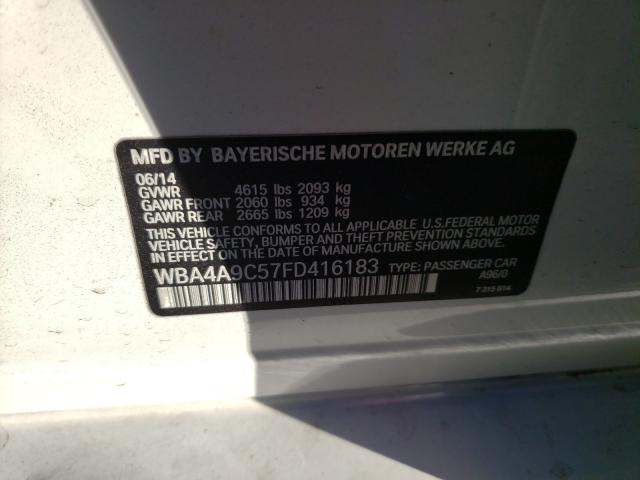 MFD BY BAYERISCHE MOTOREN WERKE AG
06/14
GVWR 4615 lbs 2093 kg
GAWR FRONT 2060 lbs 934 kg
GAWR REAR 2665 lbs 1209 kg
THIS VEHICLE CONFORMS TO ALL APPLICABLE U.S.FEDERAL MOTOR
VEHICLE SAFETY, BUMPER AND THEFT PREVENTION STANDARDS
IN EFFECT ON THE DATE OF MANUFACTURE SHOWN ABOVE.
WBA4A9C57FD416183 TYPE: PASSENGER CAR
A96/0
7 315 814